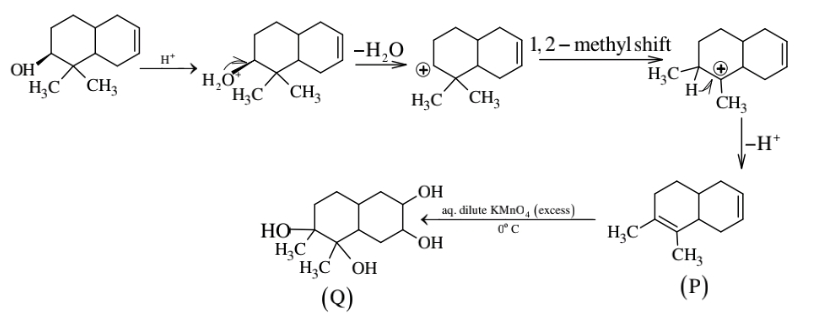 OH H₃C CH₃ H⁺ H₂O⁺ H₃C CH₃ −H₂O ⊕ H₃C CH₃ 1, 2 − methyl shift H₃C H ⊕ CH₃
−H⁺
HO H₃C H₃C OH OH OH aq. dilute KMnO₄ (excess) H₃C CH₃
0° C
(Q) (P)